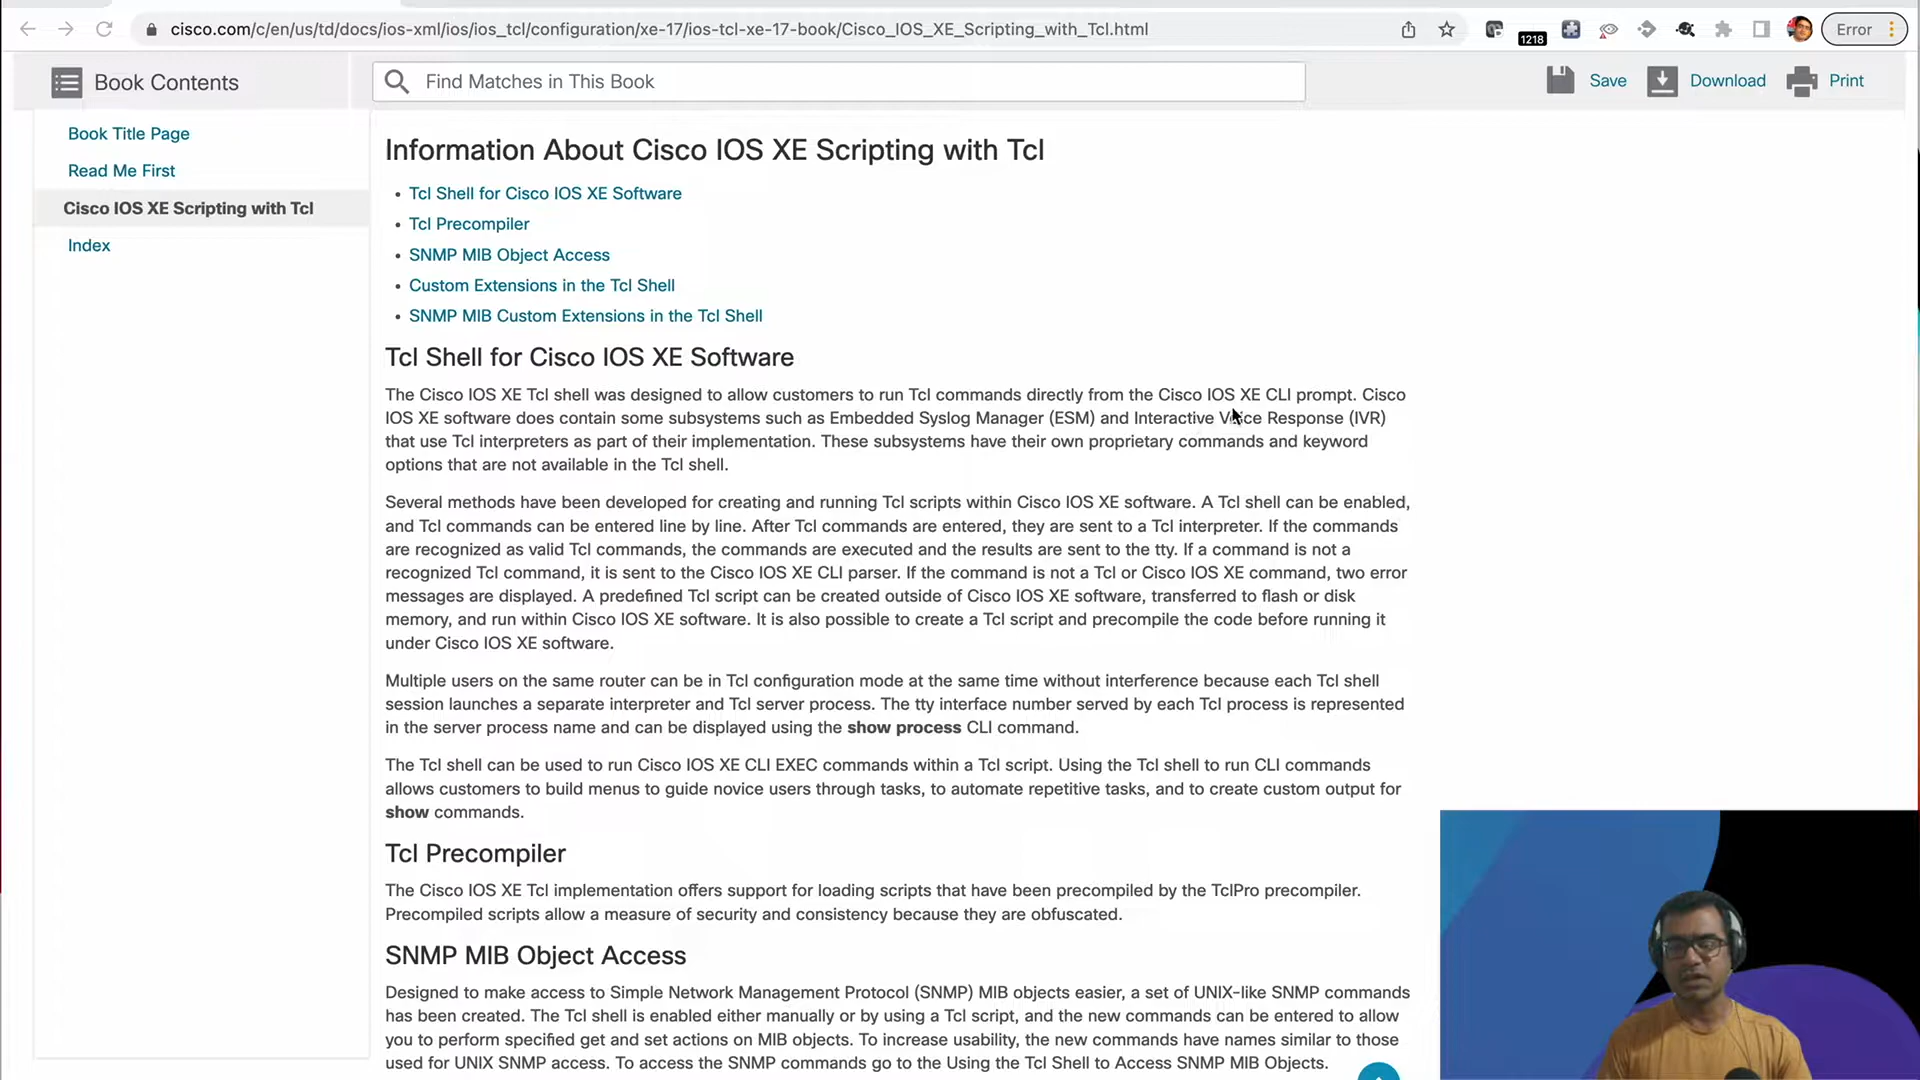 cisco.com/c/en/us/td/docs/ios-xml/ios/ios_tcl/configuration/xe-17/ios-tcl-xe-17-book/Cisco_IOS_XE_Scripting_with_Tcl.html
1218
Error
Book Contents
Find Matches in This Book
Save
Download
Print
Book Title Page
Read Me First
Cisco IOS XE Scripting with Tcl
Index
Information About Cisco IOS XE Scripting with Tcl
• Tcl Shell for Cisco IOS XE Software
• Tcl Precompiler
• SNMP MIB Object Access
• Custom Extensions in the Tcl Shell
• SNMP MIB Custom Extensions in the Tcl Shell
Tcl Shell for Cisco IOS XE Software
The Cisco IOS XE Tcl shell was designed to allow customers to run Tcl commands directly from the Cisco IOS XE CLI prompt. Cisco
IOS XE software does contain some subsystems such as Embedded Syslog Manager (ESM) and Interactive Voice Response (IVR)
that use Tcl interpreters as part of their implementation. These subsystems have their own proprietary commands and keyword
options that are not available in the Tcl shell.
Several methods have been developed for creating and running Tcl scripts within Cisco IOS XE software. A Tcl shell can be enabled,
and Tcl commands can be entered line by line. After Tcl commands are entered, they are sent to a Tcl interpreter. If the commands
are recognized as valid Tcl commands, the commands are executed and the results are sent to the tty. If a command is not a
recognized Tcl command, it is sent to the Cisco IOS XE CLI parser. If the command is not a Tcl or Cisco IOS XE command, two error
messages are displayed. A predefined Tcl script can be created outside of Cisco IOS XE software, transferred to flash or disk
memory, and run within Cisco IOS XE software. It is also possible to create a Tcl script and precompile the code before running it
under Cisco IOS XE software.
Multiple users on the same router can be in Tcl configuration mode at the same time without interference because each Tcl shell
session launches a separate interpreter and Tcl server process. The tty interface number served by each Tcl process is represented
in the server process name and can be displayed using the show process CLI command.
The Tcl shell can be used to run Cisco IOS XE CLI EXEC commands within a Tcl script. Using the Tcl shell to run CLI commands
allows customers to build menus to guide novice users through tasks, to automate repetitive tasks, and to create custom output for
show commands.
Tcl Precompiler
The Cisco IOS XE Tcl implementation offers support for loading scripts that have been precompiled by the TclPro precompiler.
Precompiled scripts allow a measure of security and consistency because they are obfuscated.
SNMP MIB Object Access
Designed to make access to Simple Network Management Protocol (SNMP) MIB objects easier, a set of UNIX-like SNMP commands
has been created. The Tcl shell is enabled either manually or by using a Tcl script, and the new commands can be entered to allow
you to perform specified get and set actions on MIB objects. To increase usability, the new commands have names similar to those
used for UNIX SNMP access. To access the SNMP commands go to the Using the Tcl Shell to Access SNMP MIB Objects.